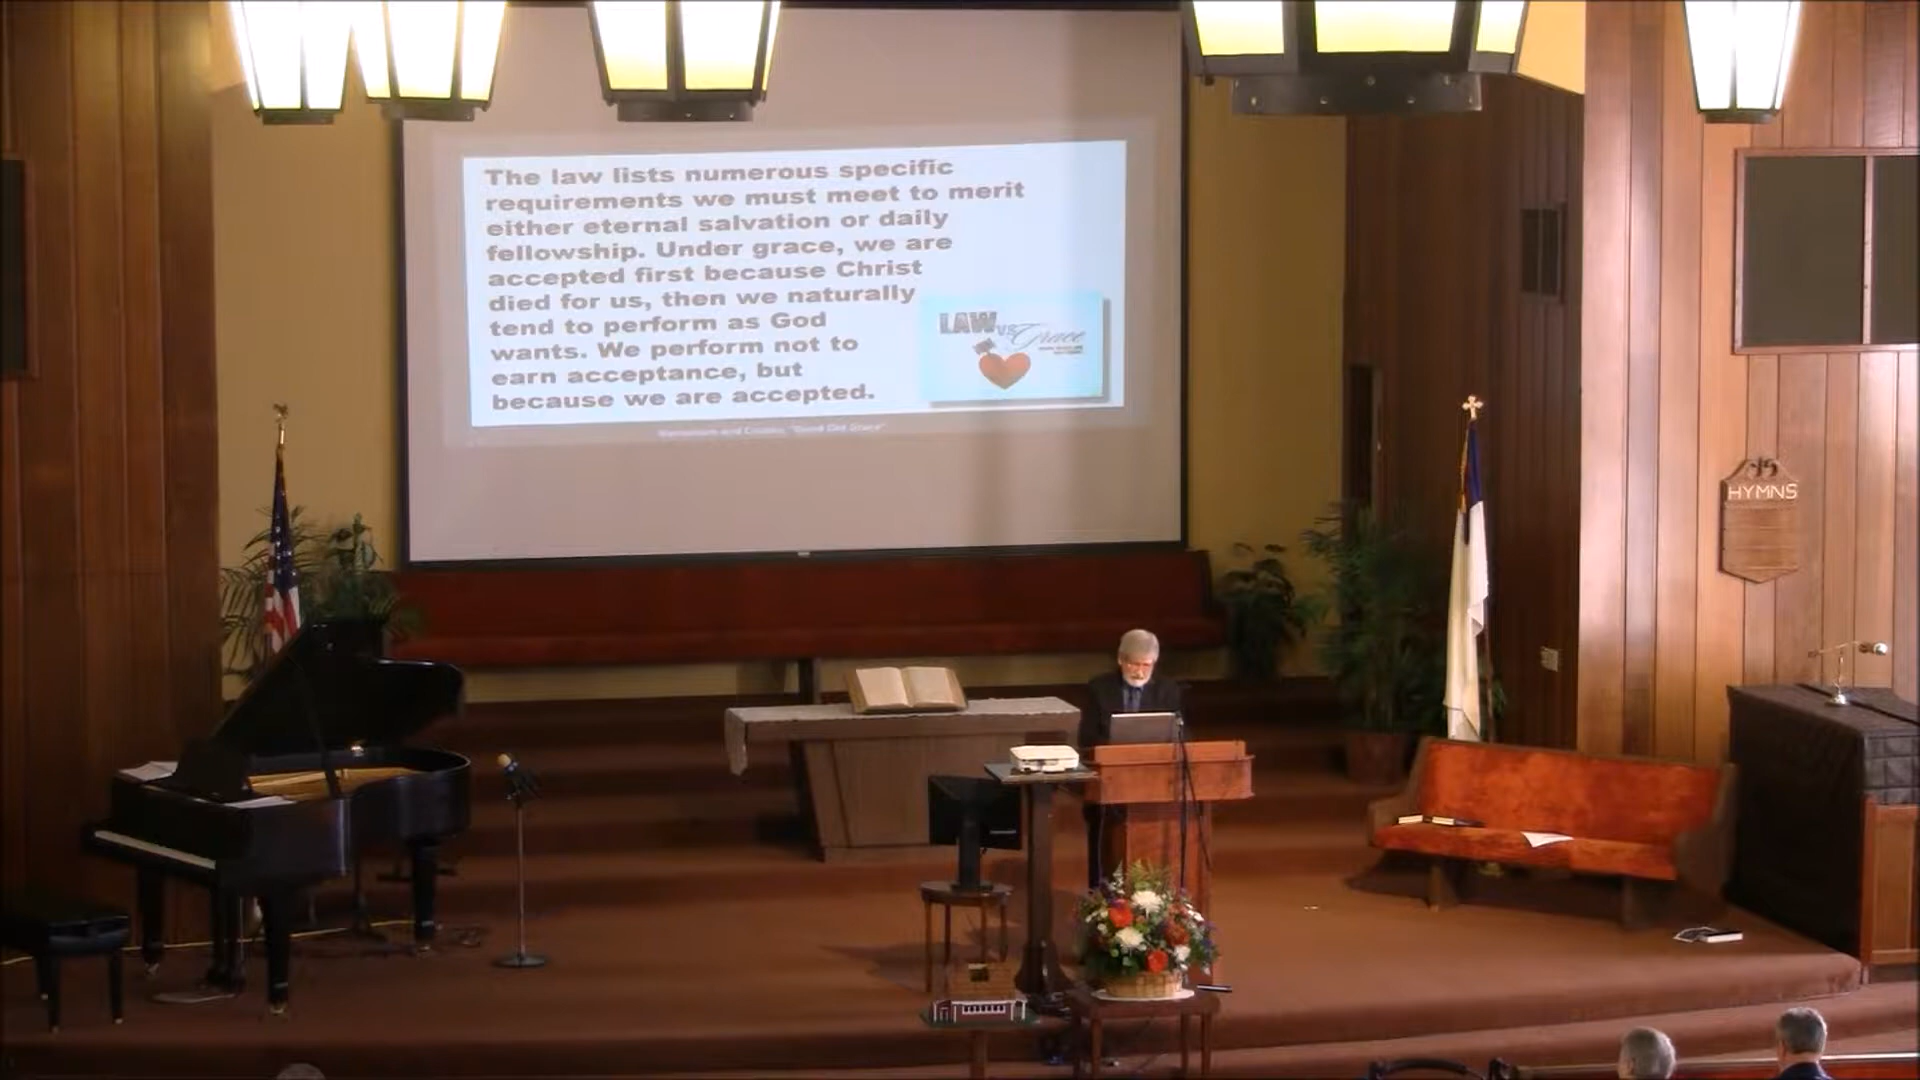 The law lists numerous specific
requirements we must meet to merit
either eternal salvation or daily
fellowship. Under grace, we are
accepted first because Christ
died for us, then we naturally
tend to perform as God
wants. We perform not to
earn acceptance, but
because we are accepted.
LAW vs Grace
HYMNS